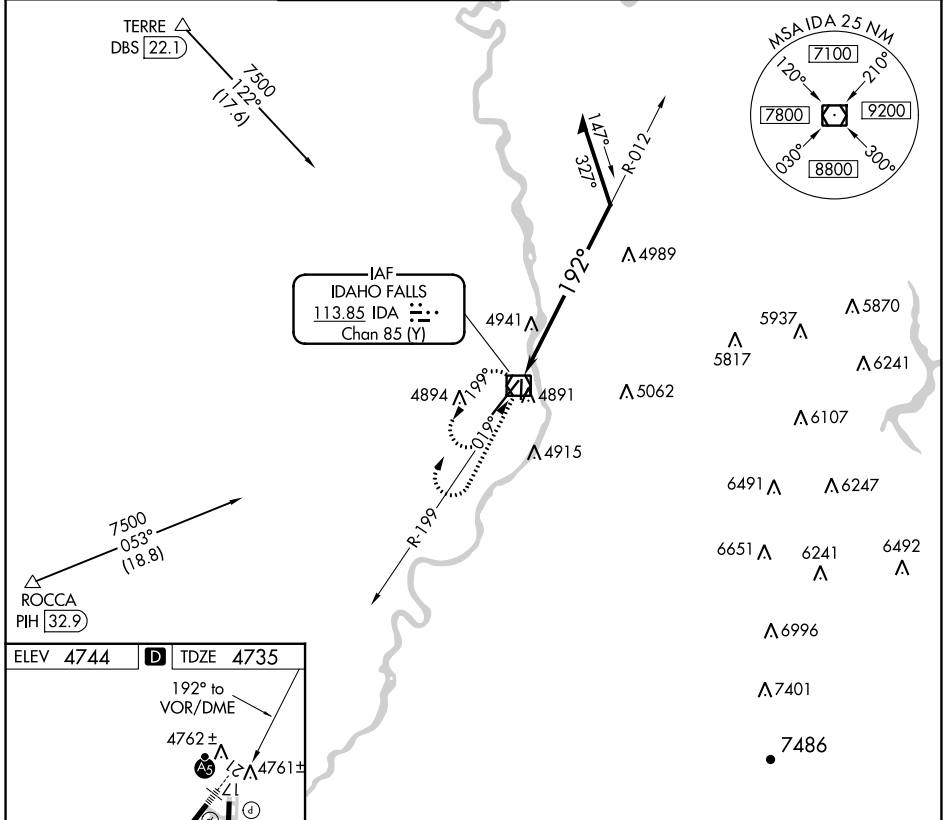 TERRE
DBS 22.1
7500
122°
(17.6)
MSA IDA 25 NM
7100
120°
210°
7800
9200
030°
300°
8800
147°
327°
R-012
192°
4989
IAF
IDAHO FALLS
113.85 IDA
Chan 85 (Y)
4941
5870
5937
5817
6241
4894
199°
4891
5062
6107
019°
4915
6491
6247
R-199
7500
053°
(18.8)
6651
6241
6492
ROCCA
PIH 32.9
6996
ELEV 4744
D
TDZE 4735
192° to
VOR/DME
7401
4762 ±
A5
21
4761±
17
7486
P
P